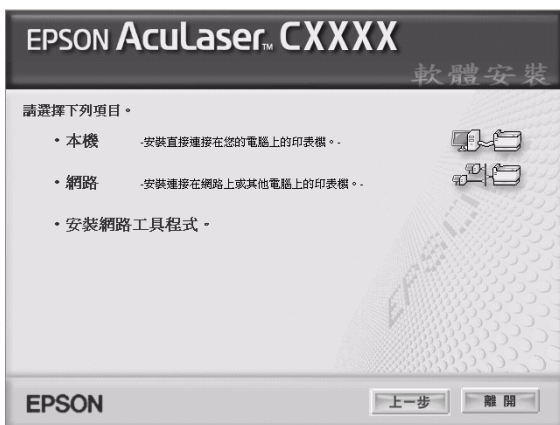 EPSON AcuLaser™ CXXXX
軟體安裝
請選擇下列項目。
・本機 -安裝直接連接在您的電腦上的印表機。-
・網路 -安裝連接在網路上或其他電腦上的印表機。-
・安裝網路工具程式。
EPSON
EPSON
上一步
離開